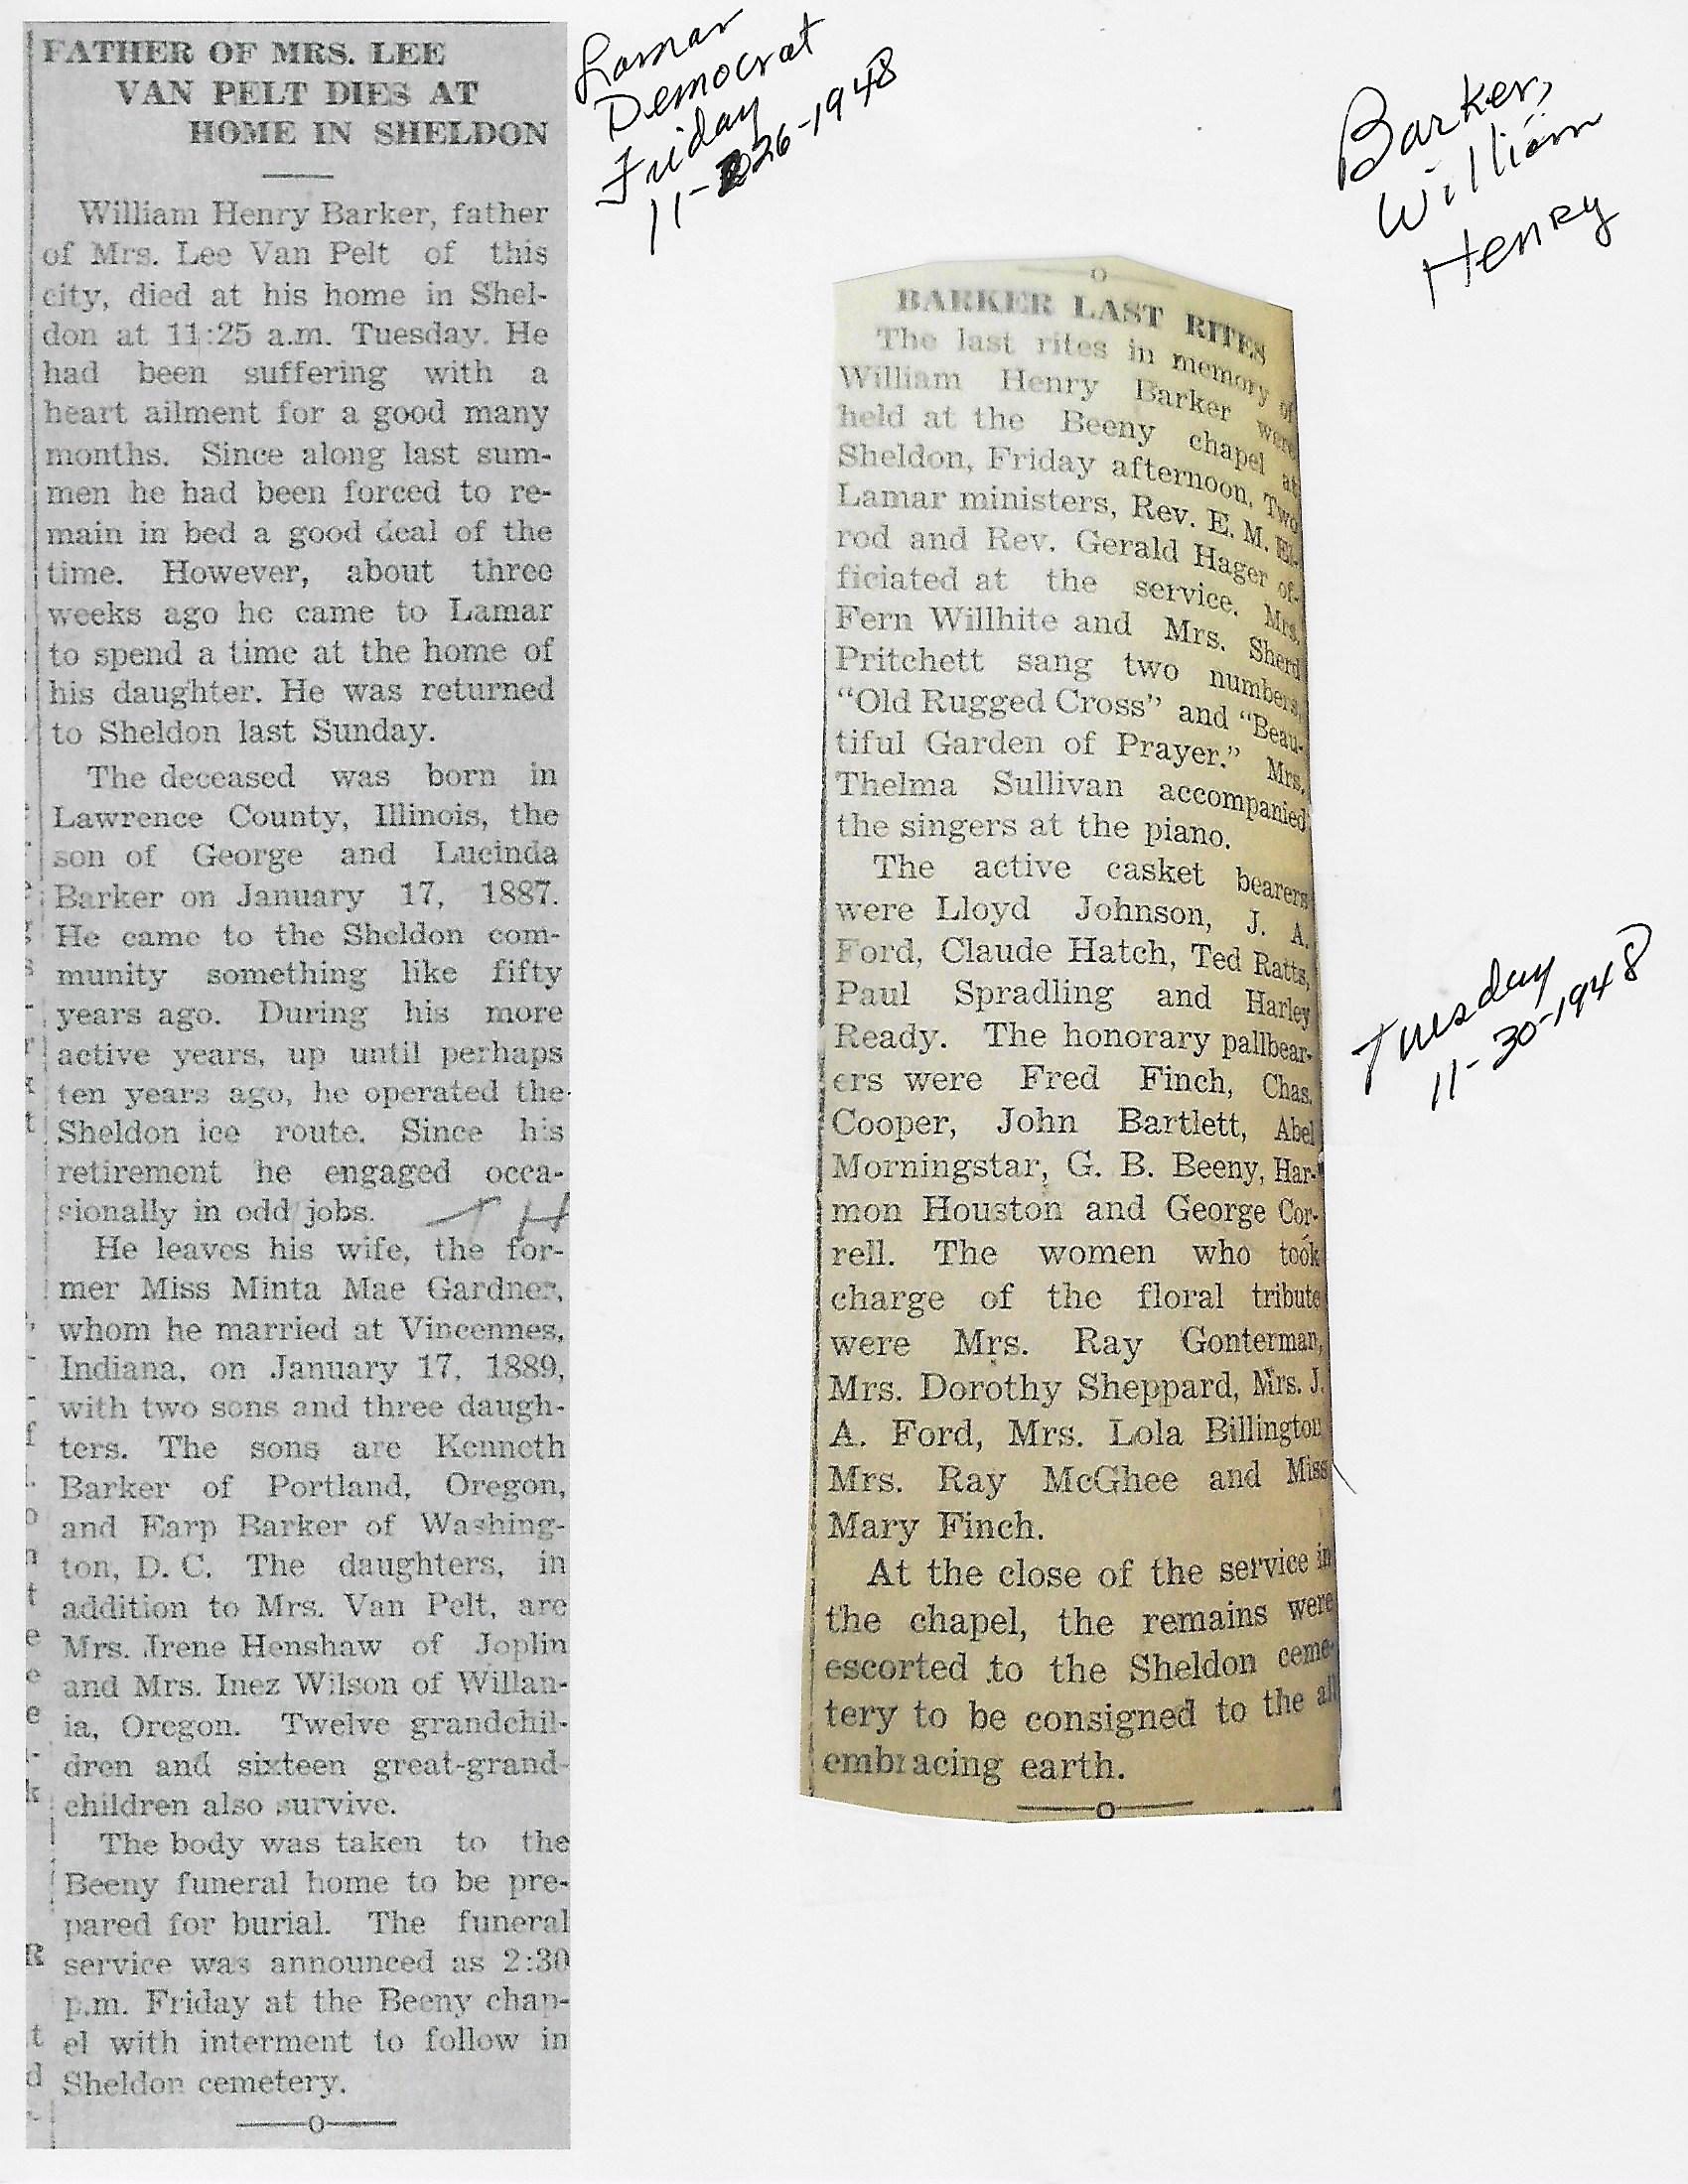 FATHER OF MRS. LEE
VAN PELT DIES AT
HOME IN SHELDON
William Henry Barker, father
of Mrs. Lee Van Pelt of this
city, died at his home in Shel-
don at 11:25 a.m. Tuesday. He
had been suffering with a
heart ailment for a good many
months. Since along last sum-
men he had been forced to re-
main in bed a good deal of the
time. However, about three
weeks ago he came to Lamar
to spend a time at the home of
his daughter. He was returned
to Sheldon last Sunday.
The deceased was born in
Lawrence County, Illinois, the
son of George and Lucinda
Barker on January 17, 1887.
He came to the Sheldon com-
munity something like fifty
years ago. During his more
active years, up until perhaps
ten years ago, he operated the
Sheldon ice route. Since his
retirement he engaged occa-
sionally in odd jobs.
He leaves his wife, the for-
mer Miss Minta Mae Gardner,
whom he married at Vincennes,
Indiana, on January 17, 1889,
with two sons and three daugh-
ters. The sons are Kenneth
Barker of Portland, Oregon,
and Earp Barker of Washing-
ton, D. C. The daughters, in
addition to Mrs. Van Pelt, are
Mrs. Irene Henshaw of Joplin
and Mrs. Inez Wilson of Willan-
ia, Oregon. Twelve grandchil-
dren and sixteen great-grand-
children also survive.
The body was taken to the
Beeny funeral home to be pre-
pared for burial. The funeral
service was announced as 2:30
p.m. Friday at the Beeny chap-
el with interment to follow in
Sheldon cemetery.
Lamar
Democrat
Friday
11-26-1948
Barker,
William
Henry
BARKER LAST RITES
The last rites in memory of
William Henry Barker were
held at the Beeny chapel at
Sheldon, Friday afternoon. Two
Lamar ministers, Rev. E. M. El-
rod and Rev. Gerald Hager of-
ficiated at the service. Mrs.
Fern Willhite and Mrs. Sherd
Pritchett sang two numbers,
"Old Rugged Cross" and "Beau-
tiful Garden of Prayer." Mrs.
Thelma Sullivan accompanied
the singers at the piano.
The active casket bearers
were Lloyd Johnson, J. A.
Ford, Claude Hatch, Ted Ratts,
Paul Spradling and Harley
Ready. The honorary pallbear-
ers were Fred Finch, Chas.
Cooper, John Bartlett, Abel
Morningstar, G. B. Beeny, Har-
mon Houston and George Cor-
rell. The women who took
charge of the floral tribute
were Mrs. Ray Gonterman,
Mrs. Dorothy Sheppard, Mrs. J.
A. Ford, Mrs. Lola Billington
Mrs. Ray McGhee and Miss
Mary Finch.
At the close of the service in
the chapel, the remains were
escorted to the Sheldon ceme-
tery to be consigned to the all
embracing earth.
Tuesday
11-30-1948